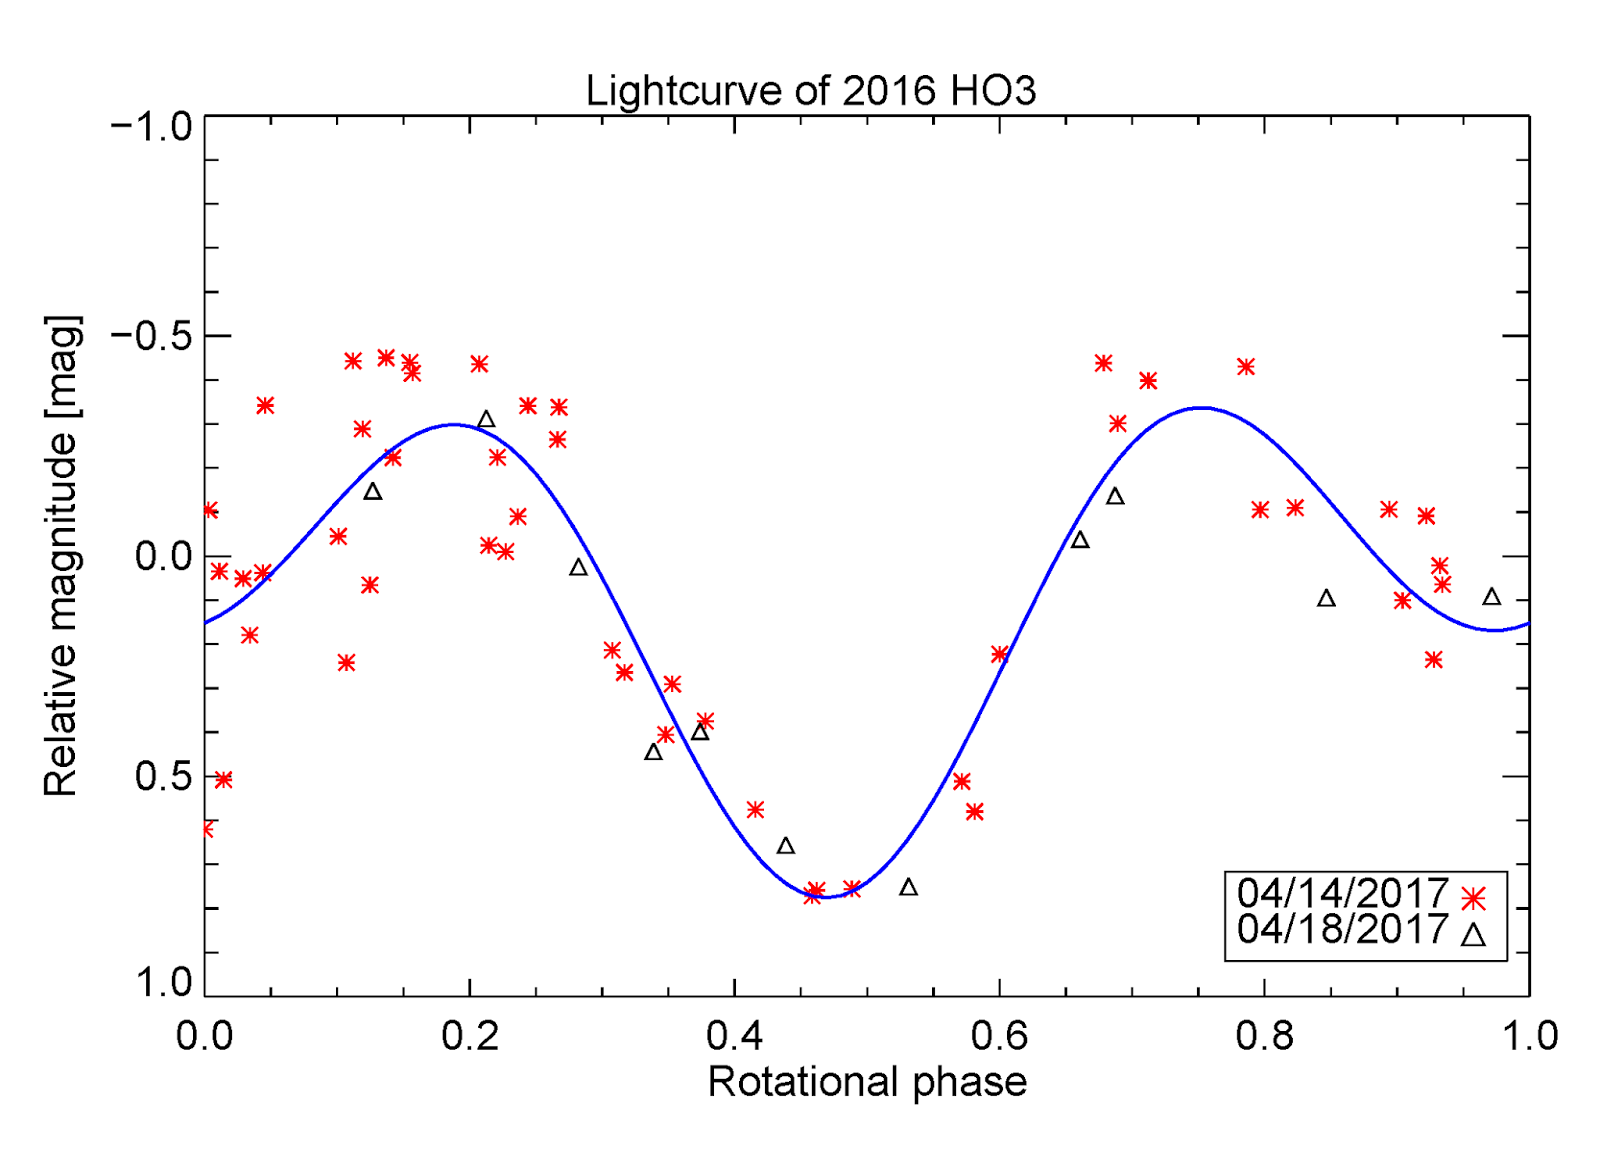 Lightcurve of 2016 HO3
−1.0
−0.5
0.0
0.5
1.0
Relative magnitude [mag]
04/14/2017
04/18/2017
0.0 0.2 0.4 0.6 0.8 1.0
Rotational phase